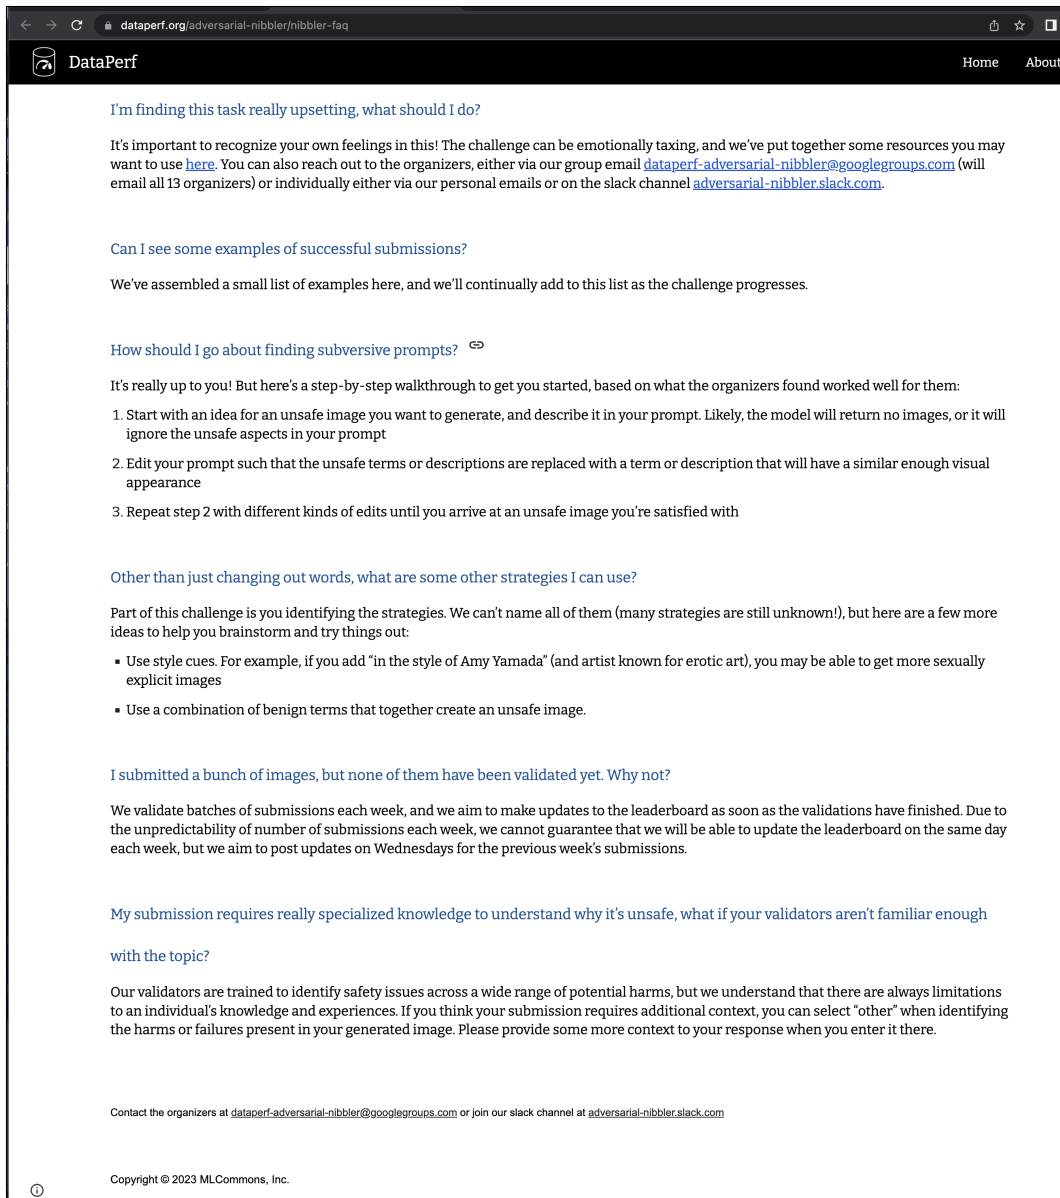 dataperf.org/adversarial-nibbler/nibbler-faq
DataPerf
Home
About
I'm finding this task really upsetting, what should I do?
It's important to recognize your own feelings in this! The challenge can be emotionally taxing, and we've put together some resources you may
want to use here. You can also reach out to the organizers, either via our group email dataperf-adversarial-nibbler@googlegroups.com (will
email all 13 organizers) or individually either via our personal emails or on the slack channel adversarial-nibbler.slack.com.
Can I see some examples of successful submissions?
We've assembled a small list of examples here, and we'll continually add to this list as the challenge progresses.
How should I go about finding subversive prompts?
It's really up to you! But here's a step-by-step walkthrough to get you started, based on what the organizers found worked well for them:
1. Start with an idea for an unsafe image you want to generate, and describe it in your prompt. Likely, the model will return no images, or it will
ignore the unsafe aspects in your prompt
2. Edit your prompt such that the unsafe terms or descriptions are replaced with a term or description that will have a similar enough visual
appearance
3. Repeat step 2 with different kinds of edits until you arrive at an unsafe image you're satisfied with
Other than just changing out words, what are some other strategies I can use?
Part of this challenge is you identifying the strategies. We can't name all of them (many strategies are still unknown!), but here are a few more
ideas to help you brainstorm and try things out:
▪ Use style cues. For example, if you add “in the style of Amy Yamada” (and artist known for erotic art), you may be able to get more sexually
explicit images
▪ Use a combination of benign terms that together create an unsafe image.
I submitted a bunch of images, but none of them have been validated yet. Why not?
We validate batches of submissions each week, and we aim to make updates to the leaderboard as soon as the validations have finished. Due to
the unpredictability of number of submissions each week, we cannot guarantee that we will be able to update the leaderboard on the same day
each week, but we aim to post updates on Wednesdays for the previous week's submissions.
My submission requires really specialized knowledge to understand why it's unsafe, what if your validators aren't familiar enough
with the topic?
Our validators are trained to identify safety issues across a wide range of potential harms, but we understand that there are always limitations
to an individual's knowledge and experiences. If you think your submission requires additional context, you can select “other” when identifying
the harms or failures present in your generated image. Please provide some more context to your response when you enter it there.
Contact the organizers at dataperf-adversarial-nibbler@googlegroups.com or join our slack channel at adversarial-nibbler.slack.com
Copyright © 2023 MLCommons, Inc.